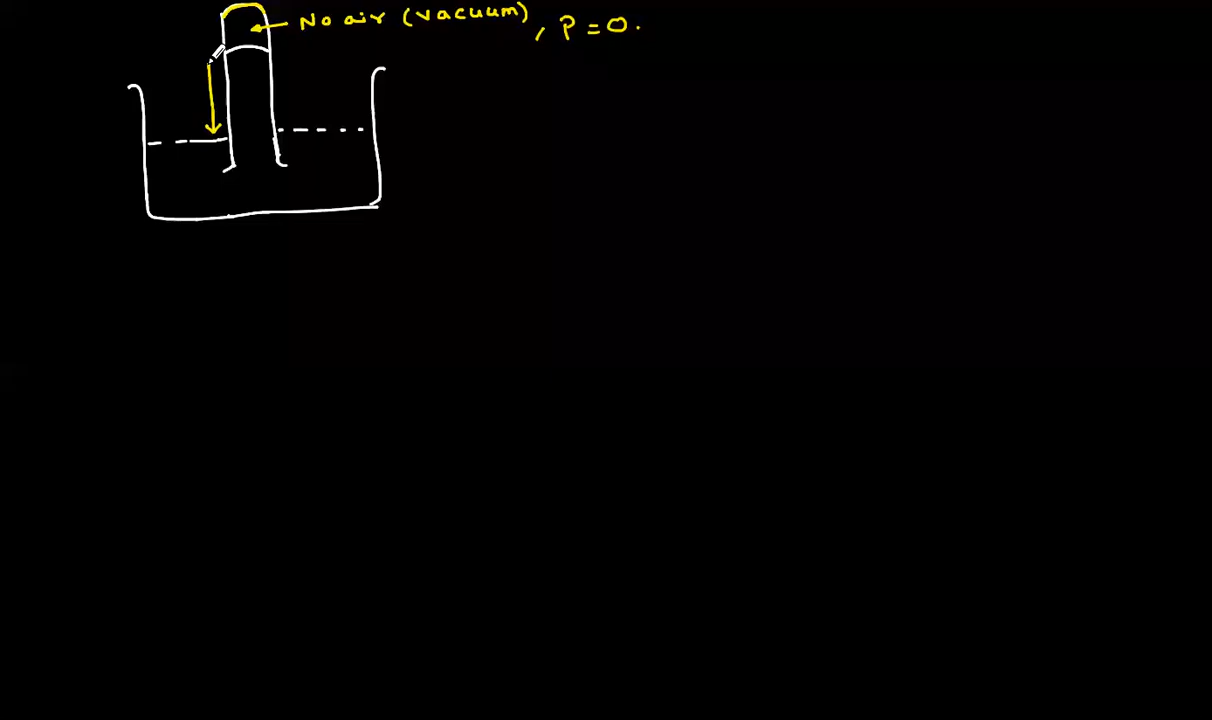 No air (vacuum), P = 0.